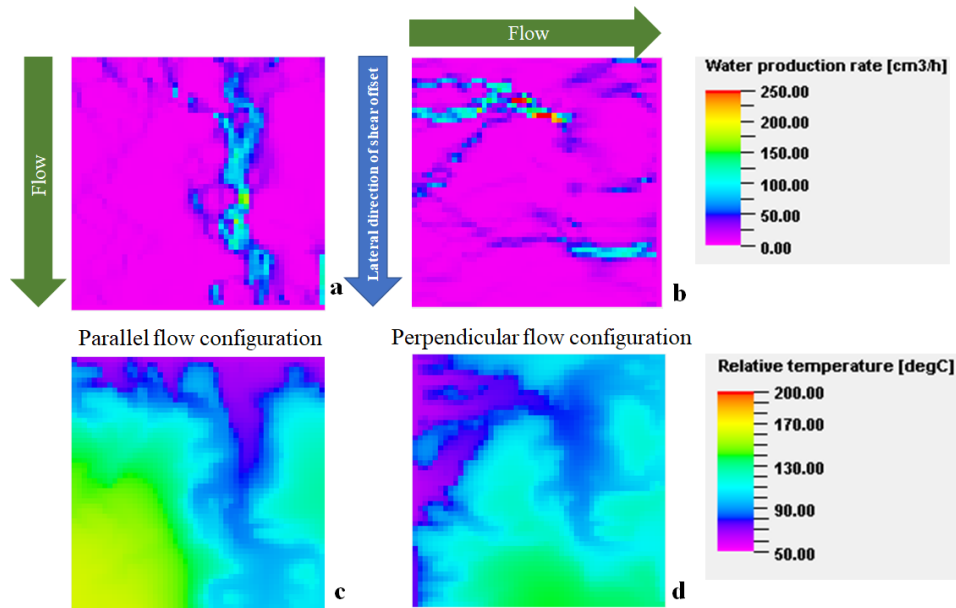 Flow
Flow
Lateral direction of shear offset
Water production rate [cm3/h]
250.00
200.00
150.00
100.00
50.00
0.00
a
b
Parallel flow configuration
Perpendicular flow configuration
Relative temperature [degC]
200.00
170.00
130.00
90.00
50.00
c
d